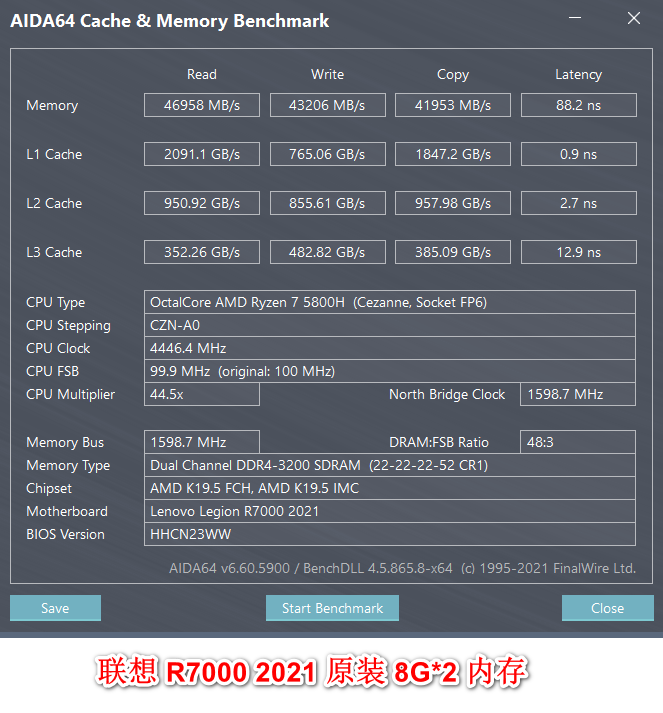 AIDA64 Cache & Memory Benchmark
Read Write Copy Latency
Memory 46958 MB/s 43206 MB/s 41953 MB/s 88.2 ns
L1 Cache 2091.1 GB/s 765.06 GB/s 1847.2 GB/s 0.9 ns
L2 Cache 950.92 GB/s 855.61 GB/s 957.98 GB/s 2.7 ns
L3 Cache 352.26 GB/s 482.82 GB/s 385.09 GB/s 12.9 ns
CPU Type OctalCore AMD Ryzen 7 5800H (Cezanne, Socket FP6)
CPU Stepping CZN-A0
CPU Clock 4446.4 MHz
CPU FSB 99.9 MHz (original: 100 MHz)
CPU Multiplier 44.5x North Bridge Clock 1598.7 MHz
Memory Bus 1598.7 MHz DRAM:FSB Ratio 48:3
Memory Type Dual Channel DDR4-3200 SDRAM (22-22-22-52 CR1)
Chipset AMD K19.5 FCH, AMD K19.5 IMC
Motherboard Lenovo Legion R7000 2021
BIOS Version HHCN23WW
AIDA64 v6.60.5900 / BenchDLL 4.5.865.8-x64 (c) 1995-2021 FinalWire Ltd.
Save Start Benchmark Close
联想 R7000 2021 原装 8G*2 内存